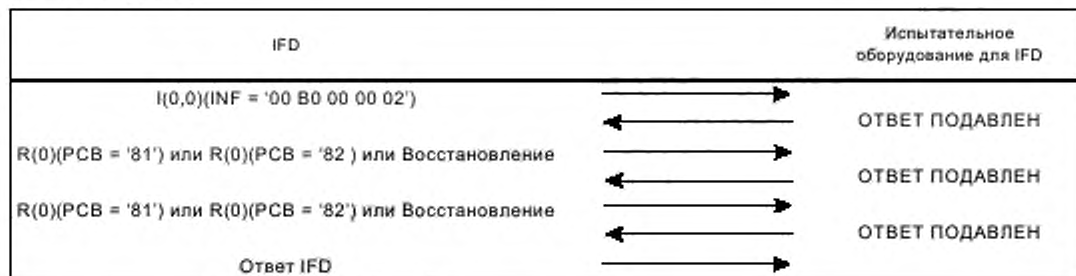 IFD
Испытательное
оборудование для IFD
I(0,0)(INF = '00 B0 00 00 02')
ОТВЕТ ПОДАВЛЕН
R(0)(PCB = '81') или R(0)(PCB = '82 ) или Восстановление
ОТВЕТ ПОДАВЛЕН
R(0)(PCB = '81') или R(0)(PCB = '82') или Восстановление
ОТВЕТ ПОДАВЛЕН
Ответ IFD